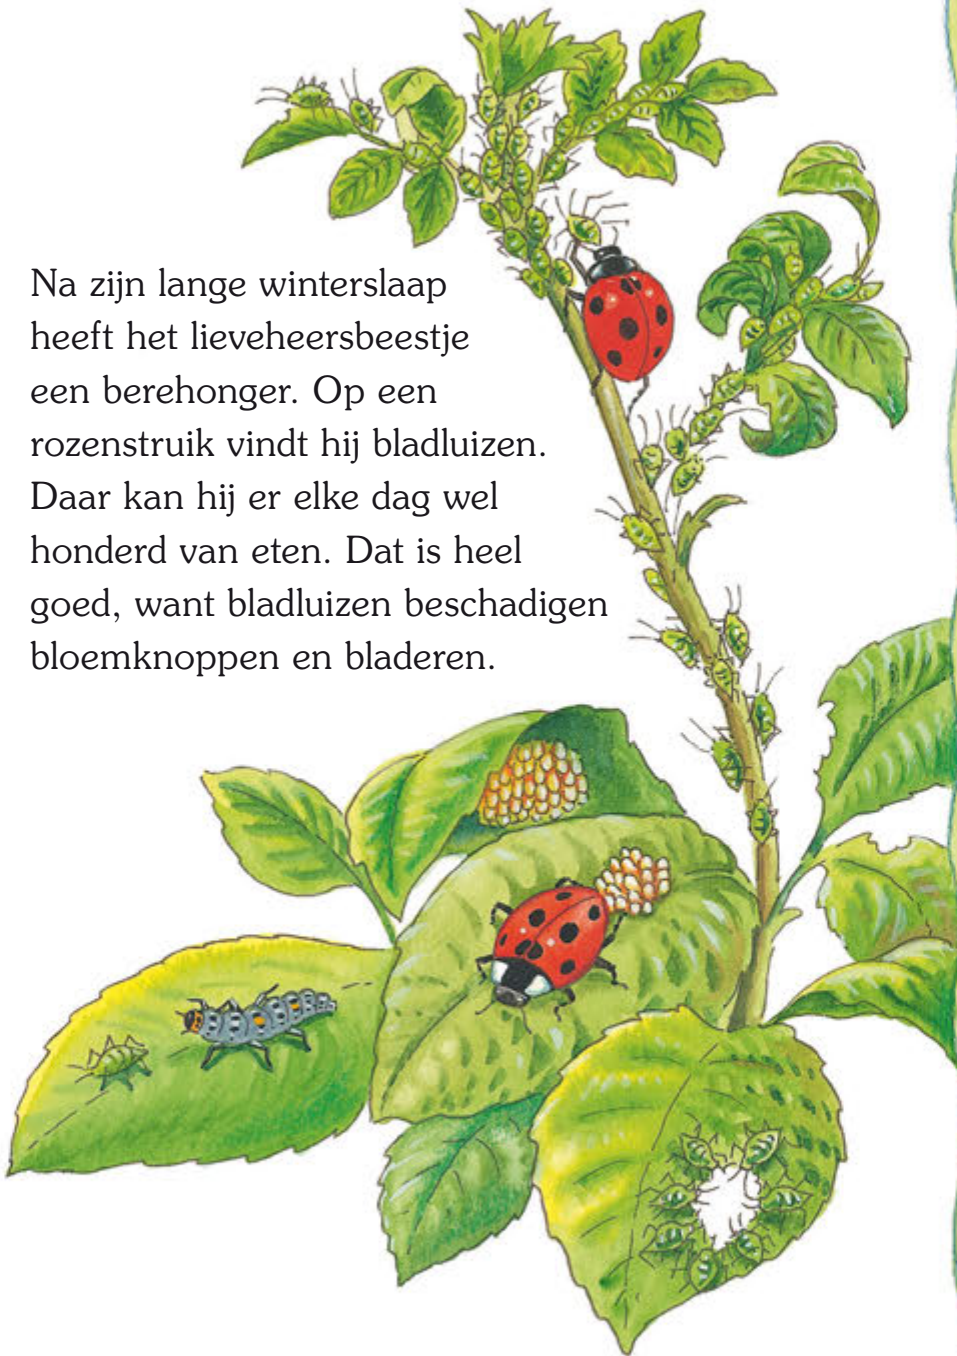 Na zijn lange winterslaap
heeft het lieveheersbeestje
een berehonger. Op een
rozenstruik vindt hij bladluizen.
Daar kan hij er elke dag wel
honderd van eten. Dat is heel
goed, want bladluizen beschadigen
bloemknoppen en bladeren.